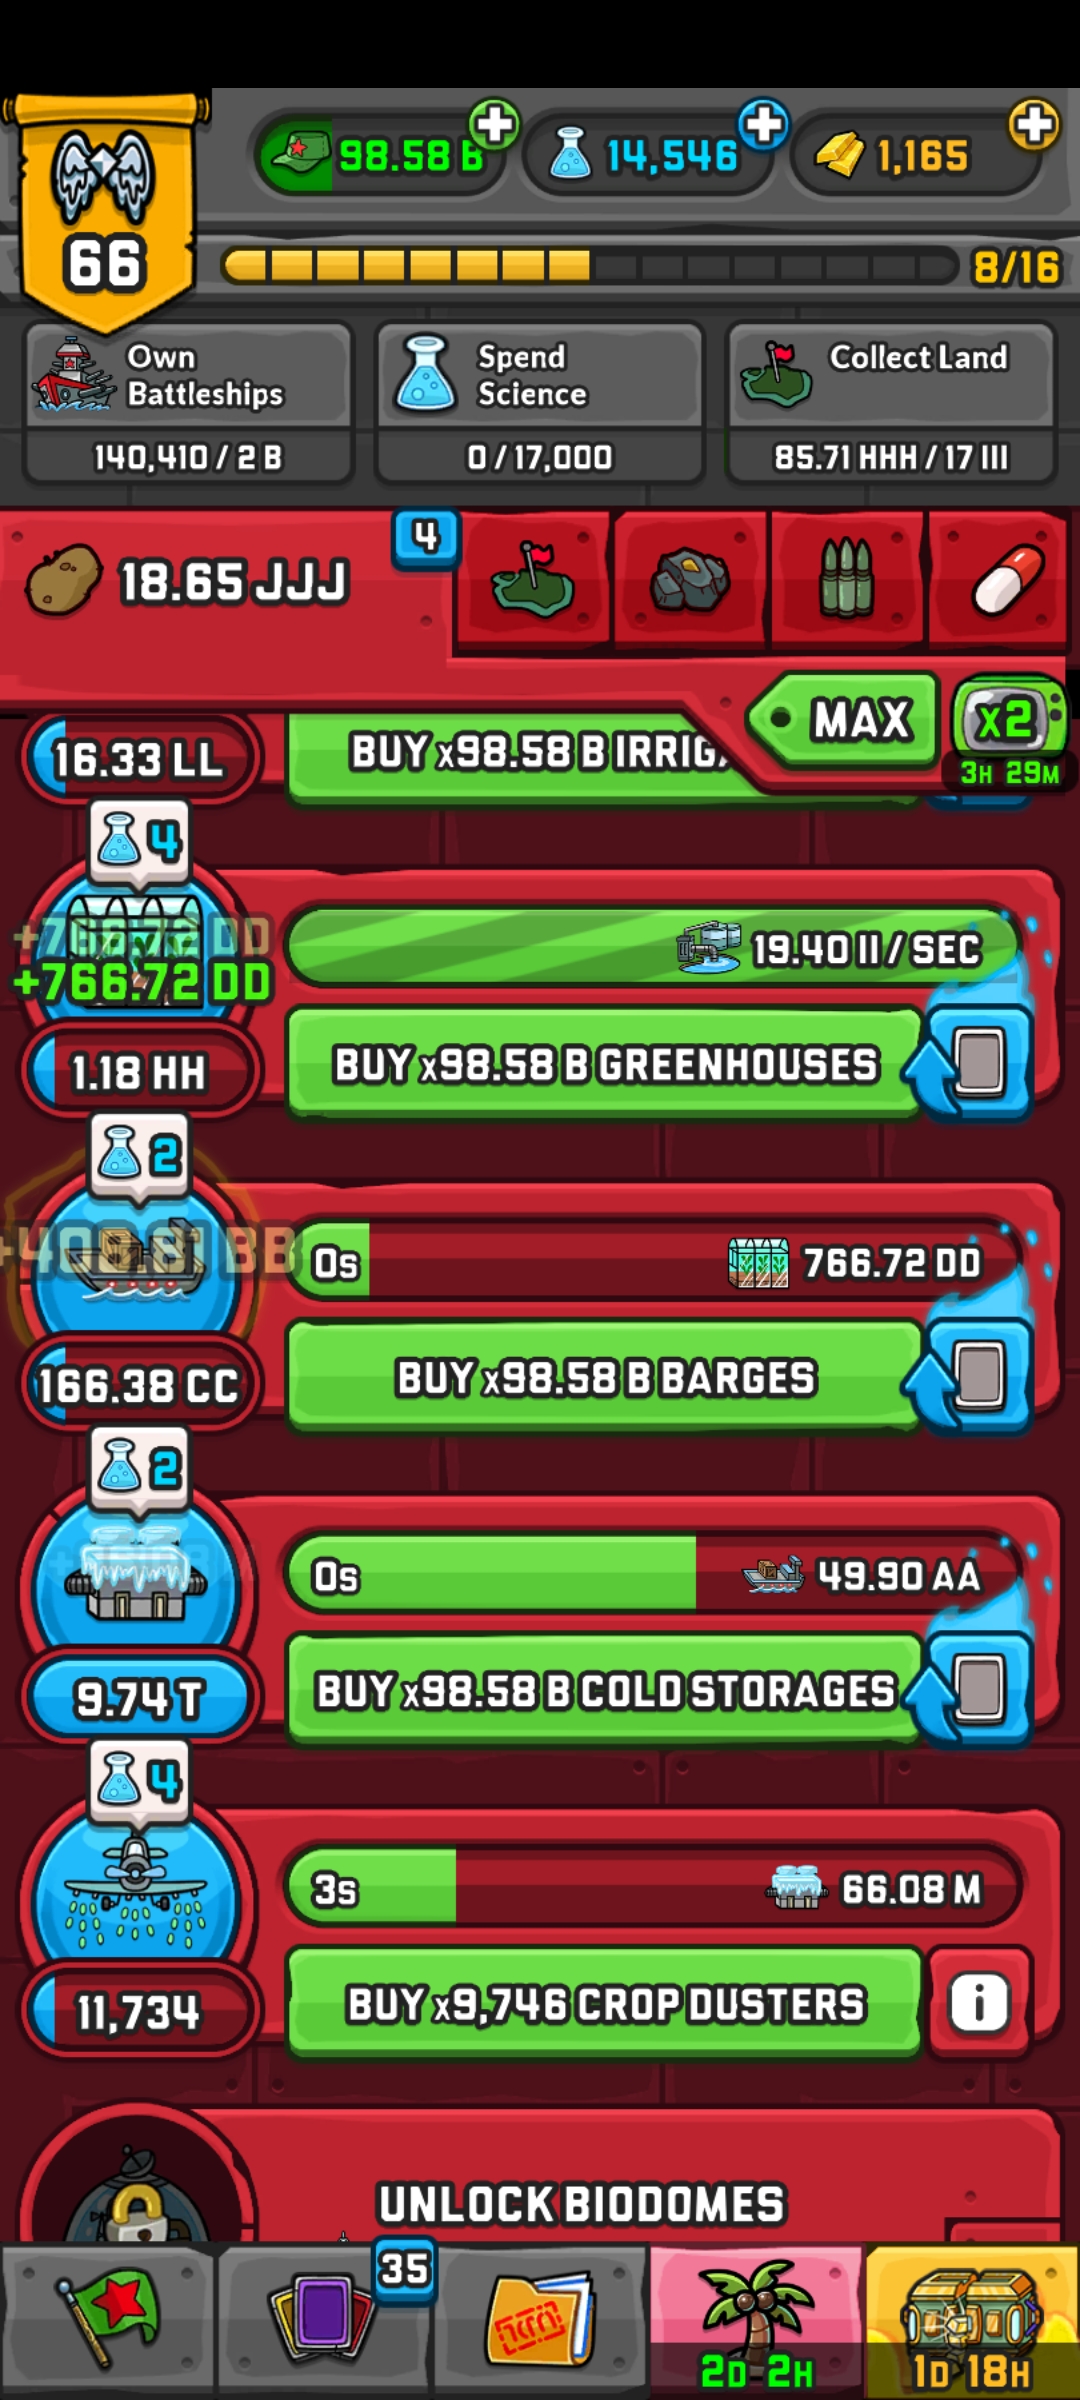 98.58 B
14,546
1,165
66
8/16
Own
Battleships
140,410 / 2 B
Spend
Science
0 / 17,000
Collect Land
85.71 HHH / 17 III
18.65 JJJ
4
MAX
x2
3H 29M
16.33 LL
BUY x98.58 B IRRIG
4
+766.72 DD
+766.72 DD
19.40 II / SEC
1.18 HH
BUY x98.58 B GREENHOUSES
2
+400.81 BB
0s
766.72 DD
166.38 CC
BUY x98.58 B BARGES
2
0s
49.90 AA
9.74 T
BUY x98.58 B COLD STORAGES
4
3s
66.08 M
11,734
BUY x9,746 CROP DUSTERS
i
UNLOCK BIODOMES
35
2D 2H
1D 18H